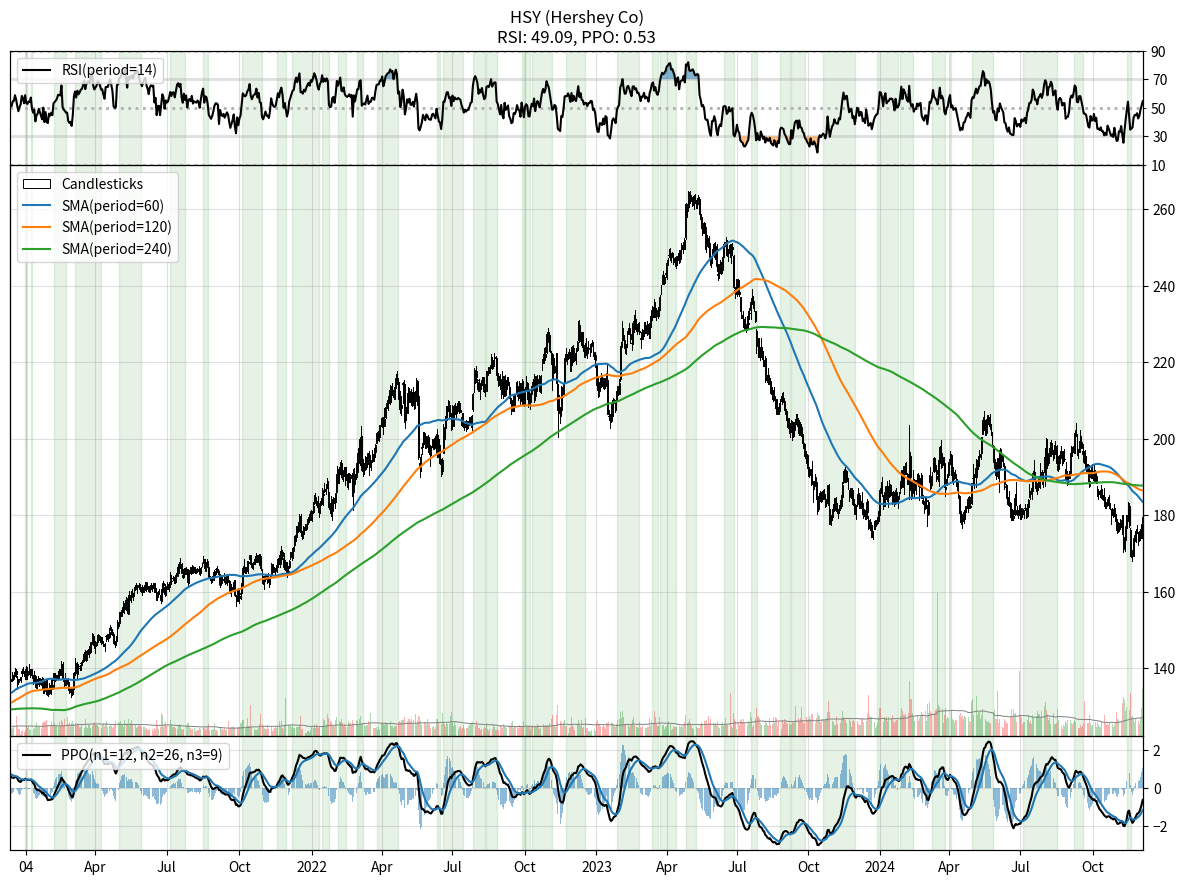 HSY (Hershey Co)
RSI: 49.09, PPO: 0.53
RSI(period=14)
90
70
50
30
10
Candlesticks
SMA(period=60)
SMA(period=120)
SMA(period=240)
260
240
220
200
180
160
140
PPO(n1=12, n2=26, n3=9)
2
0
−2
04 Apr Jul Oct 2022 Apr Jul Oct 2023 Apr Jul Oct 2024 Apr Jul Oct